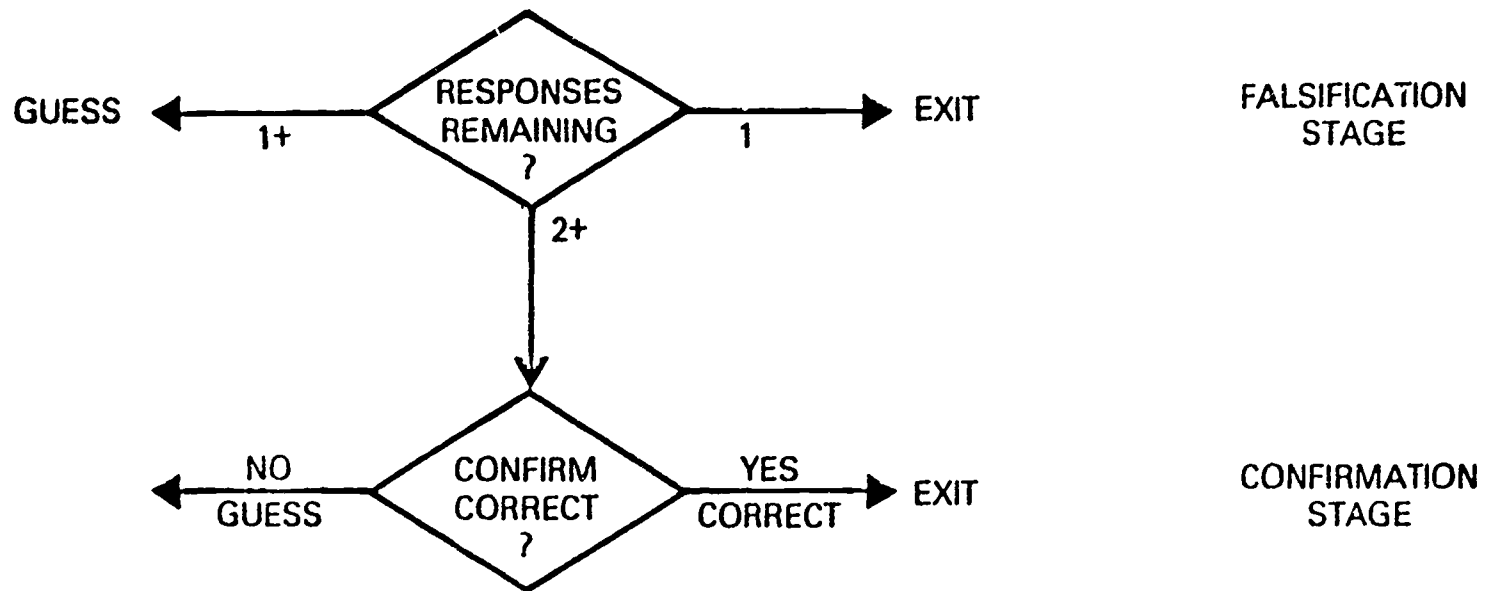 GUESS
1+
RESPONSES
REMAINING
?
1
EXIT
FALSIFICATION
STAGE
2+
NO
GUESS
CONFIRM
CORRECT
?
YES
CORRECT
EXIT
CONFIRMATION
STAGE